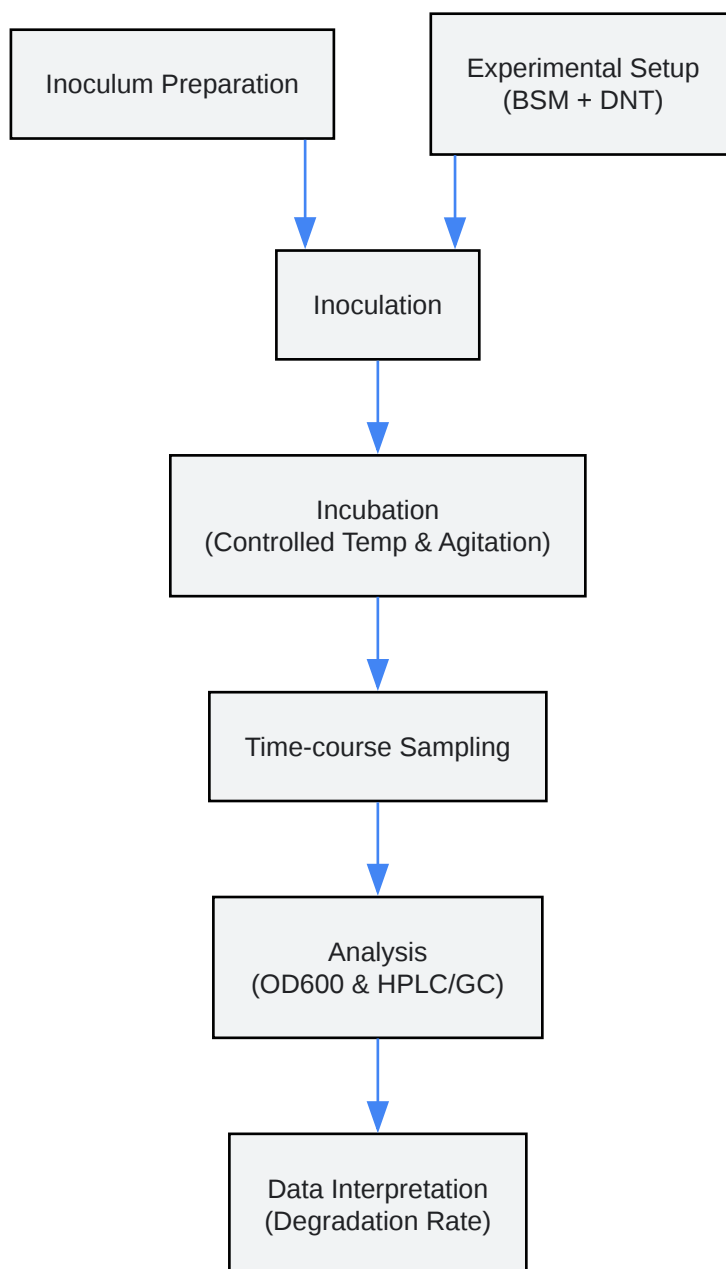 Inoculum Preparation
Experimental Setup
(BSM + DNT)
Inoculation
Incubation
(Controlled Temp & Agitation)
Time-course Sampling
Analysis
(OD600 & HPLC/GC)
Data Interpretation
(Degradation Rate)